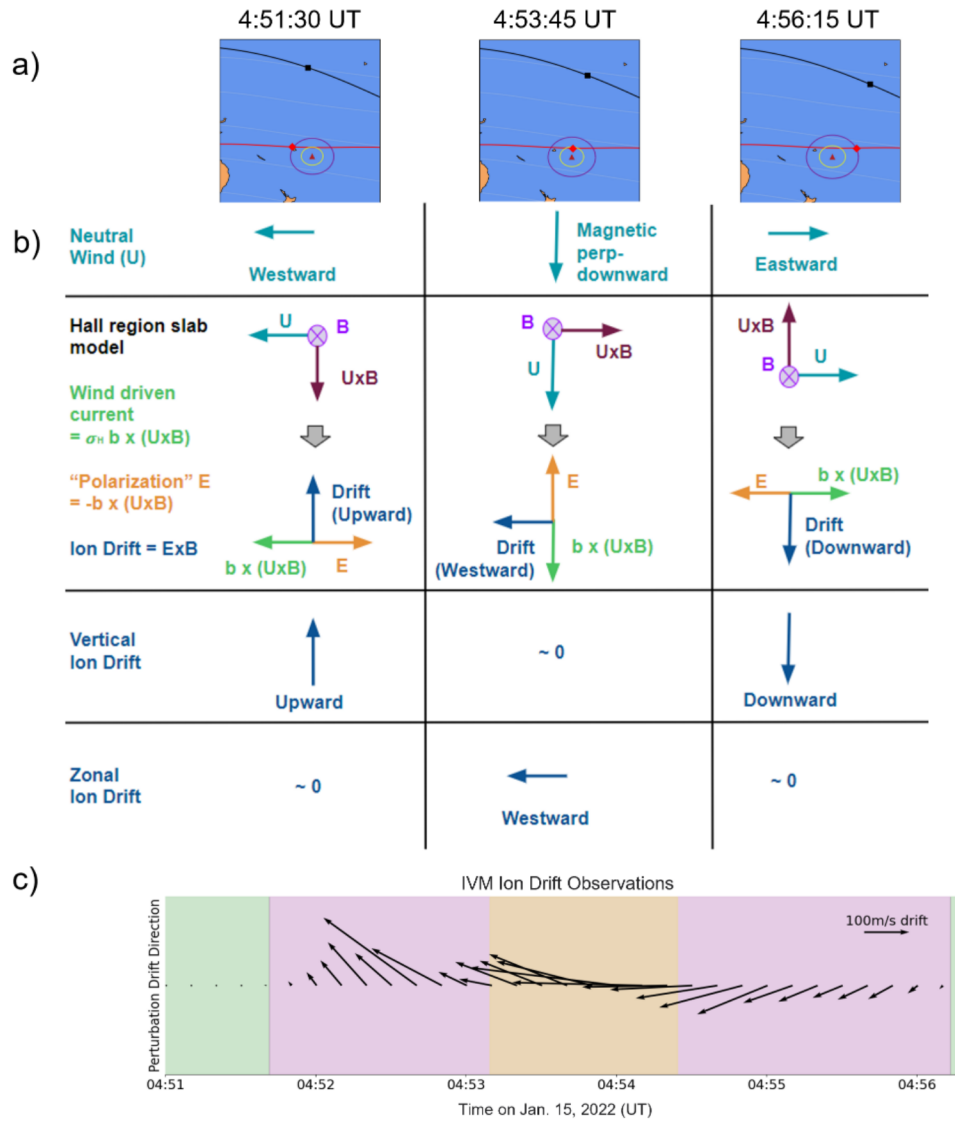 4:51:30 UT
4:53:45 UT
4:56:15 UT
a)
b)
Neutral
Wind (U)
Westward
Magnetic
perp-
downward
Eastward
Hall region slab
model
Wind driven
current
= σH b x (UxB)
"Polarization" E
= -b x (UxB)
Ion Drift = ExB
U
B
UxB
Drift
(Upward)
b x (UxB)
E
B
UxB
U
E
Drift
(Westward)
b x (UxB)
UxB
B
U
E
b x (UxB)
Drift
(Downward)
Vertical
Ion Drift
Upward
~ 0
Downward
Zonal
Ion Drift
~ 0
Westward
~ 0
c)
IVM Ion Drift Observations
Perturbation Drift Direction
100m/s drift
04:51
04:52
04:53
04:54
04:55
04:56
Time on Jan. 15, 2022 (UT)